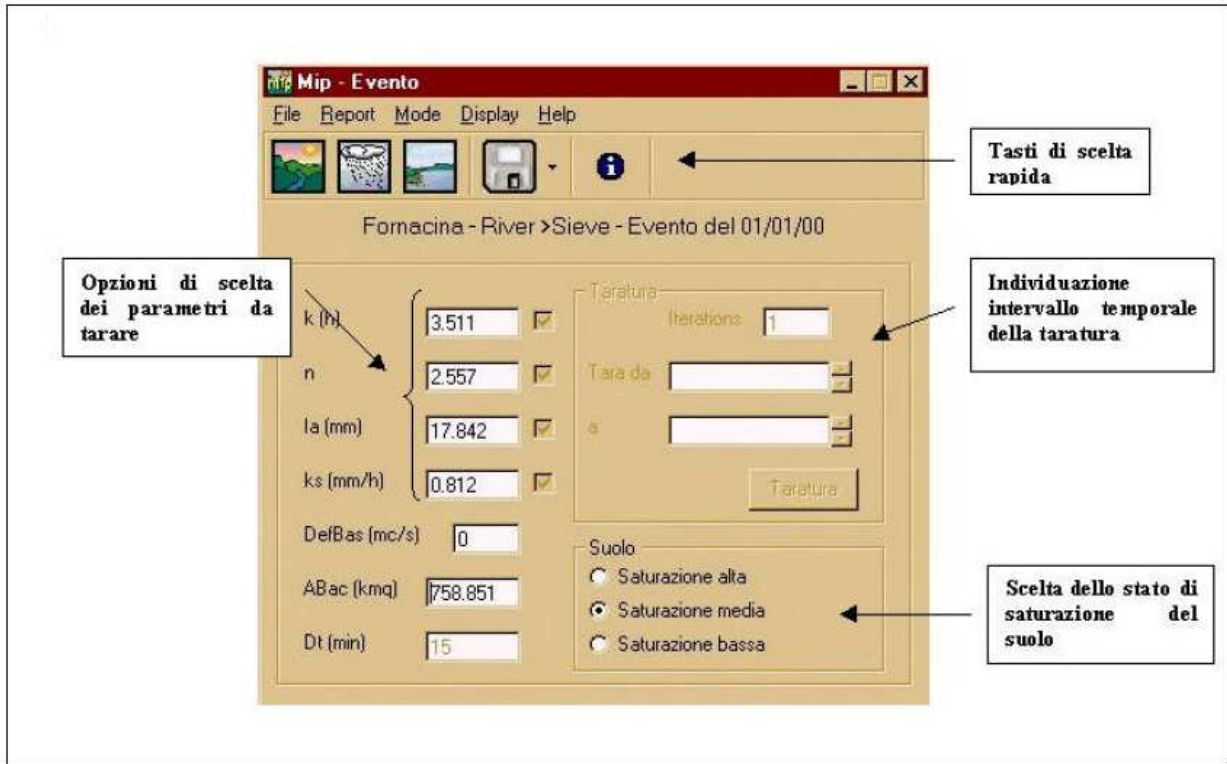 Mip - Evento
File Report Mode Display Help
Tasti di scelta
rapida
Fornacina - River >Sieve - Evento del 01/01/00
Opzioni di scelta
dei parametri da
tarare
Individuazione
intervallo temporale
della taratura
k (h)
3.511
n
2.557
Ia (mm)
17.842
ks (mm/h)
0.812
DefBas (mc/s)
0
ABac (kmq)
758.851
Dt (min)
15
Taratura
Iterations
1
Tara da
a
Taratura
Suolo
Saturazione alta
Saturazione media
Saturazione bassa
Scelta dello stato di
saturazione del
suolo